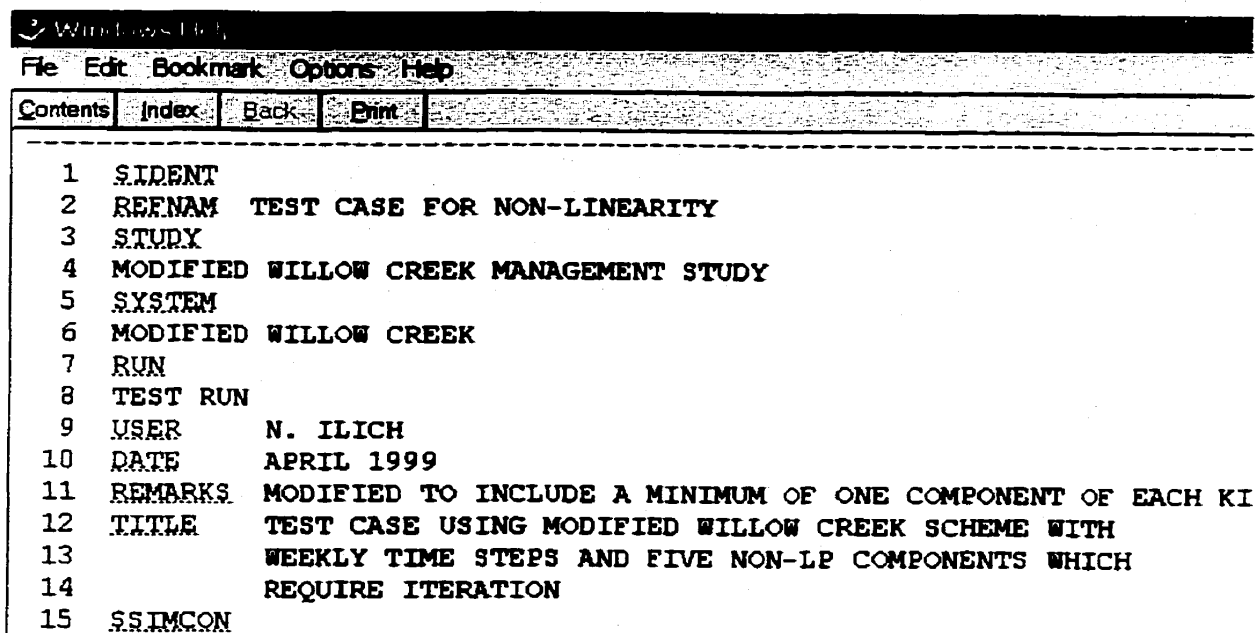 Windows Help
File Edit Bookmark Options Help
Contents Index Back Print
1 SIDENT
2 REFNAM TEST CASE FOR NON-LINEARITY
3 STUDY
4 MODIFIED WILLOW CREEK MANAGEMENT STUDY
5 SYSTEM
6 MODIFIED WILLOW CREEK
7 RUN
8 TEST RUN
9 USER N. ILICH
10 DATE APRIL 1999
11 REMARKS MODIFIED TO INCLUDE A MINIMUM OF ONE COMPONENT OF EACH KI
12 TITLE TEST CASE USING MODIFIED WILLOW CREEK SCHEME WITH
13 WEEKLY TIME STEPS AND FIVE NON-LP COMPONENTS WHICH
14 REQUIRE ITERATION
15 SSIMCON